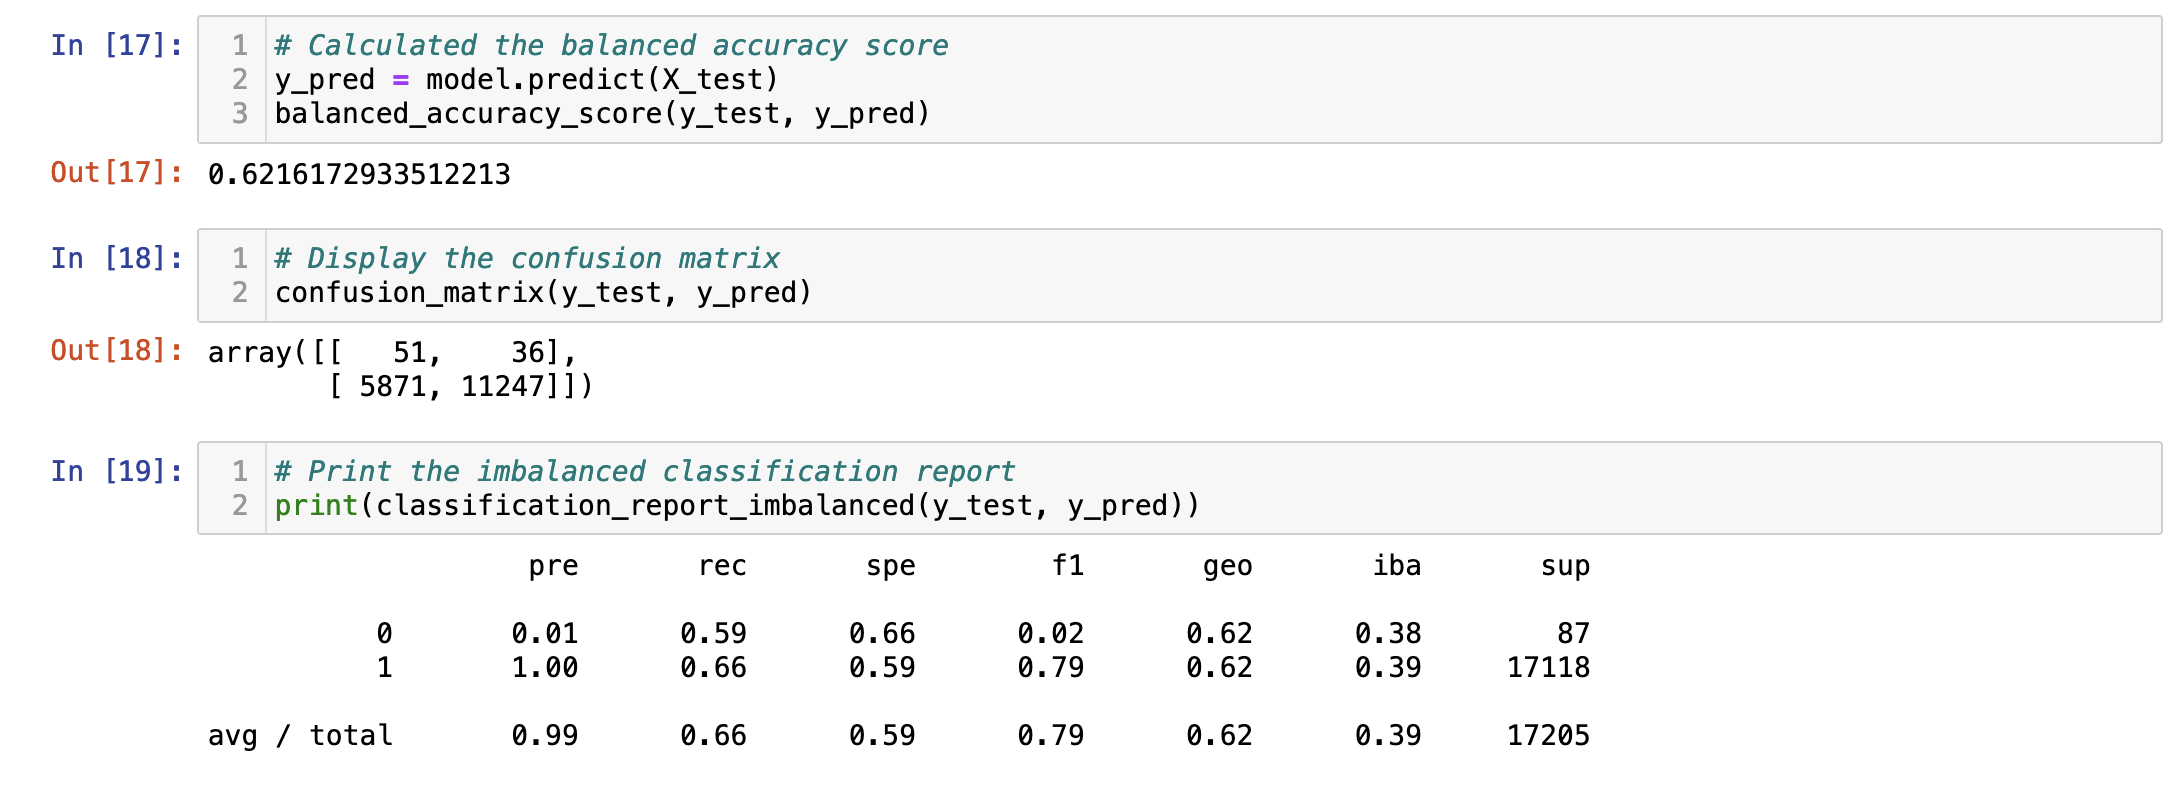 In [17]:
1 # Calculated the balanced accuracy score
2 y_pred = model.predict(X_test)
3 balanced_accuracy_score(y_test, y_pred)
Out[17]: 0.6216172933512213
In [18]:
1 # Display the confusion matrix
2 confusion_matrix(y_test, y_pred)
Out[18]: array([[   51,    36],
       [ 5871, 11247]])
In [19]:
1 # Print the imbalanced classification report
2 print(classification_report_imbalanced(y_test, y_pred))
pre rec spe f1 geo iba sup
0 0.01 0.59 0.66 0.02 0.62 0.38 87
1 1.00 0.66 0.59 0.79 0.62 0.39 17118
avg / total 0.99 0.66 0.59 0.79 0.62 0.39 17205